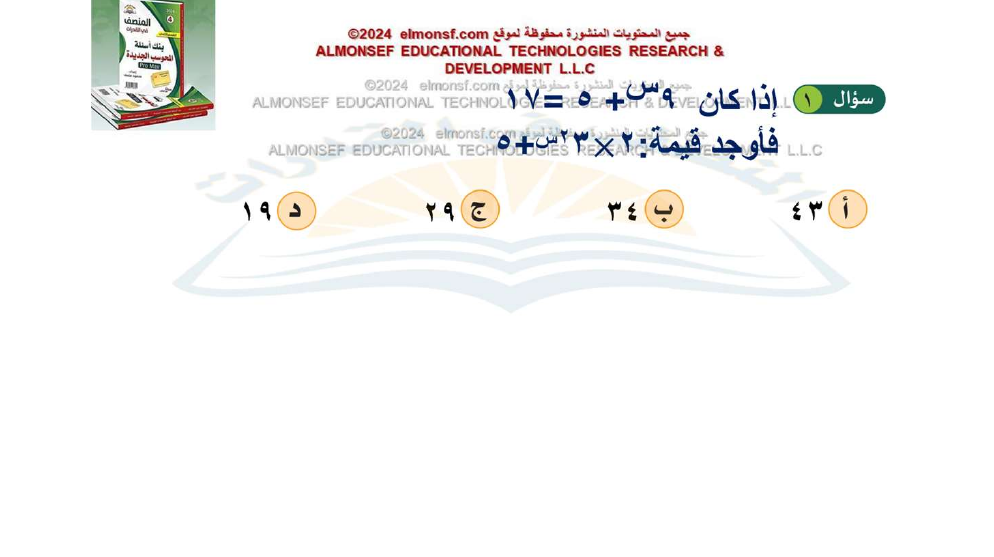 المنصف
في القدرات
بنك أسئلة
المحوسب الجديدة
Pro Max
جميع المحتويات المنشورة محفوظة لموقع elmonsf.com ©2024
ALMONSEF EDUCATIONAL TECHNOLOGIES RESEARCH &
DEVELOPMENT L.L.C
جميع المحتويات المنشورة محفوظة لموقع elmonsf.com ©2024
ALMONSEF EDUCATIONAL TECHNOLOGIES RESEARCH & DEVELOPMENT L.L.C
سؤال ١ إذا كان ٩^س + ٥ = ١٧
جميع المحتويات المنشورة محفوظة لموقع elmonsf.com ©2024
ALMONSEF EDUCATIONAL TECHNOLOGIES RESEARCH & DEVELOPMENT L.L.C
فأوجد قيمة: ٢ × ٣^٢س + ٥
أ ٤٣ ب ٣٤ ج ٢٩ د ١٩